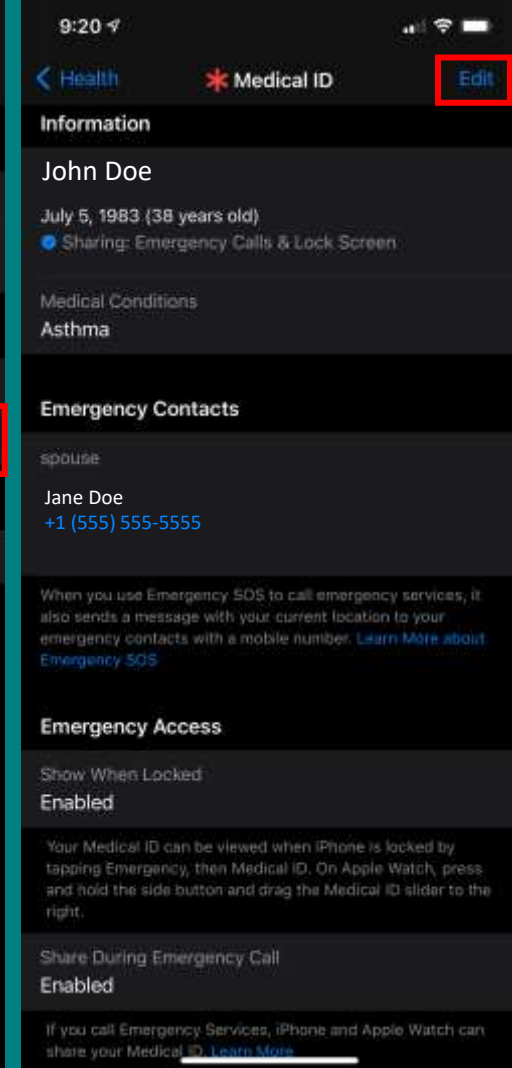 9:20
Health
Medical ID
Edit
Information
John Doe
July 5, 1983 (38 years old)
Sharing: Emergency Calls & Lock Screen
Medical Conditions
Asthma
Emergency Contacts
spouse
Jane Doe
+1 (555) 555-5555
When you use Emergency SOS to call emergency services, it
also sends a message with your current location to your
emergency contacts with a mobile number. Learn More about
Emergency SOS
Emergency Access
Show When Locked
Enabled
Your Medical ID can be viewed when iPhone is locked by
tapping Emergency, then Medical ID. On Apple Watch, press
and hold the side button and drag the Medical ID slider to the
right.
Share During Emergency Call
Enabled
If you call Emergency Services, iPhone and Apple Watch can
share your Medical ID. Learn More